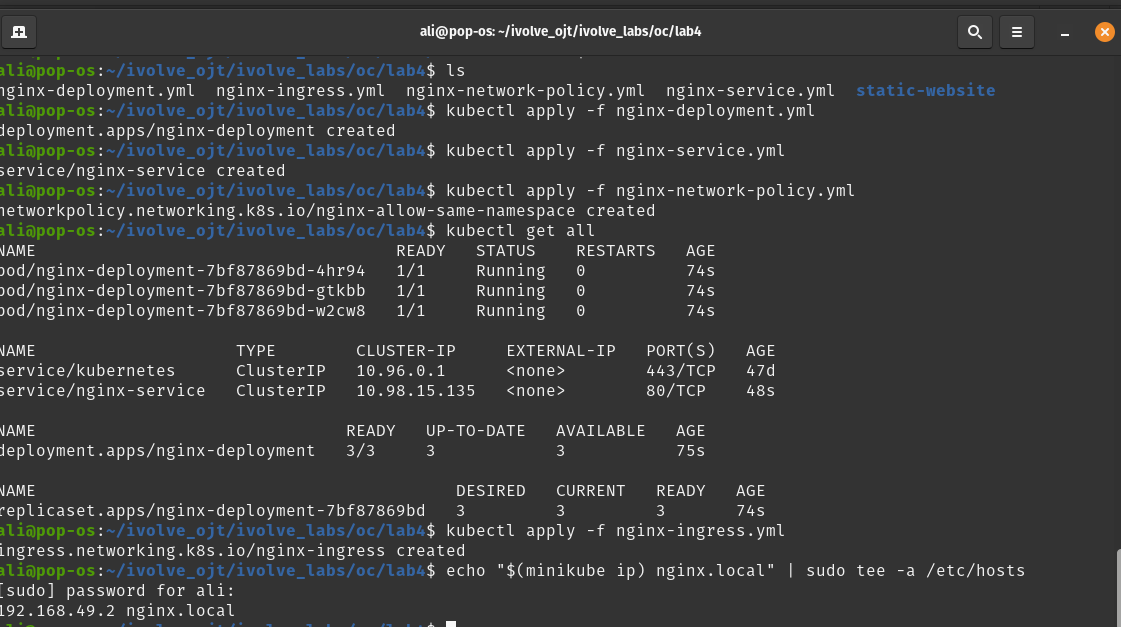 ali@pop-os: ~/ivolve_ojt/ivolve_labs/oc/lab4
ali@pop-os:~/ivolve_ojt/ivolve_labs/oc/lab4$ ls
nginx-deployment.yml  nginx-ingress.yml  nginx-network-policy.yml  nginx-service.yml  static-website
ali@pop-os:~/ivolve_ojt/ivolve_labs/oc/lab4$ kubectl apply -f nginx-deployment.yml
deployment.apps/nginx-deployment created
ali@pop-os:~/ivolve_ojt/ivolve_labs/oc/lab4$ kubectl apply -f nginx-service.yml
service/nginx-service created
ali@pop-os:~/ivolve_ojt/ivolve_labs/oc/lab4$ kubectl apply -f nginx-network-policy.yml
networkpolicy.networking.k8s.io/nginx-allow-same-namespace created
ali@pop-os:~/ivolve_ojt/ivolve_labs/oc/lab4$ kubectl get all
NAME                                    READY   STATUS    RESTARTS   AGE
pod/nginx-deployment-7bf87869bd-4hr94   1/1     Running   0          74s
pod/nginx-deployment-7bf87869bd-gtkbb   1/1     Running   0          74s
pod/nginx-deployment-7bf87869bd-w2cw8   1/1     Running   0          74s
NAME                    TYPE        CLUSTER-IP     EXTERNAL-IP   PORT(S)   AGE
service/kubernetes      ClusterIP   10.96.0.1      <none>        443/TCP   47d
service/nginx-service   ClusterIP   10.98.15.135   <none>        80/TCP    48s
NAME                               READY   UP-TO-DATE   AVAILABLE   AGE
deployment.apps/nginx-deployment   3/3     3            3           75s
NAME                                          DESIRED   CURRENT   READY   AGE
replicaset.apps/nginx-deployment-7bf87869bd   3         3         3       74s
ali@pop-os:~/ivolve_ojt/ivolve_labs/oc/lab4$ kubectl apply -f nginx-ingress.yml
ingress.networking.k8s.io/nginx-ingress created
ali@pop-os:~/ivolve_ojt/ivolve_labs/oc/lab4$ echo "$(minikube ip) nginx.local" | sudo tee -a /etc/hosts
[sudo] password for ali:
192.168.49.2 nginx.local
ali@pop-os:~/ivolve_ojt/ivolve_labs/oc/lab4$